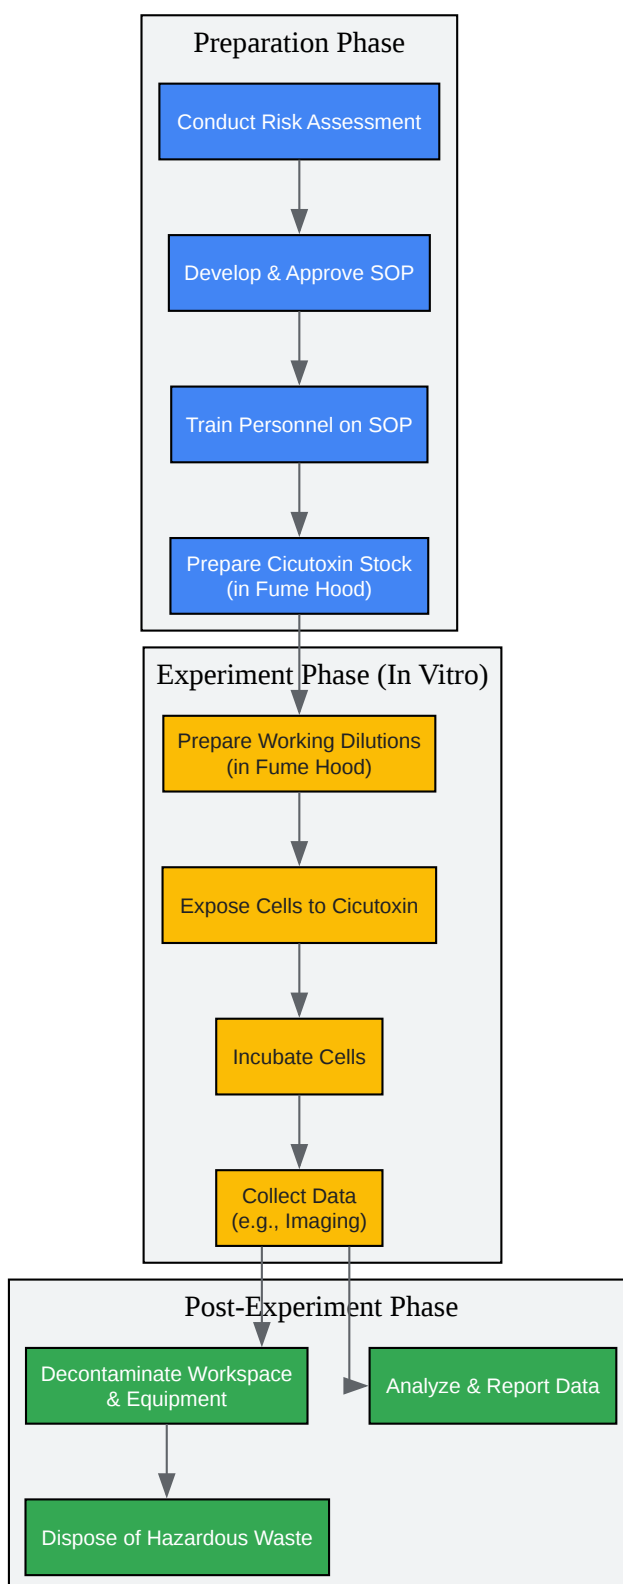 Preparation Phase
Conduct Risk Assessment
Develop & Approve SOP
Train Personnel on SOP
Prepare Cicutoxin Stock
(in Fume Hood)
Experiment Phase (In Vitro)
Prepare Working Dilutions
(in Fume Hood)
Expose Cells to Cicutoxin
Incubate Cells
Collect Data
(e.g., Imaging)
Post-Experiment Phase
Decontaminate Workspace
& Equipment
Analyze & Report Data
Dispose of Hazardous Waste